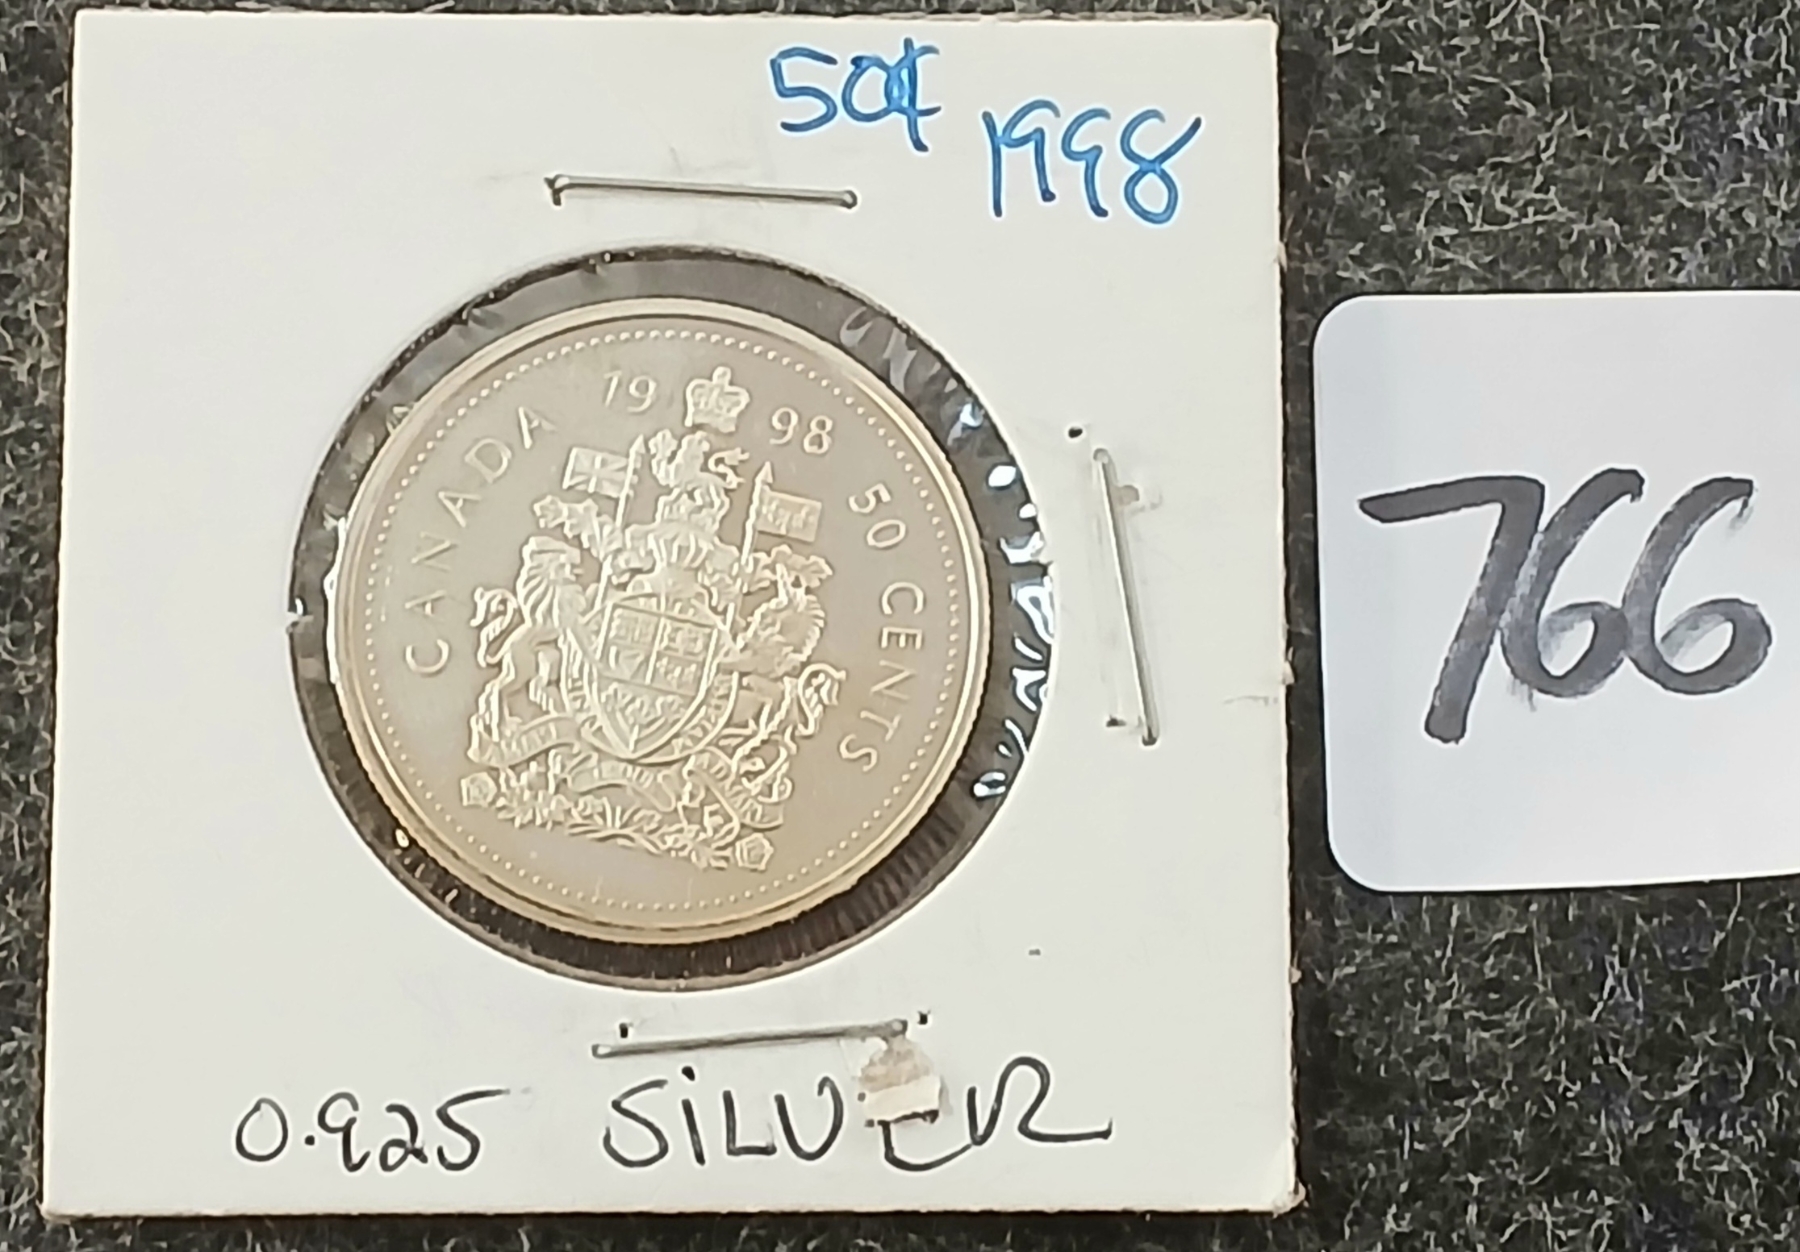 50¢
1998
19 98
CANADA
50 CENTS
0.925 SILVER
766